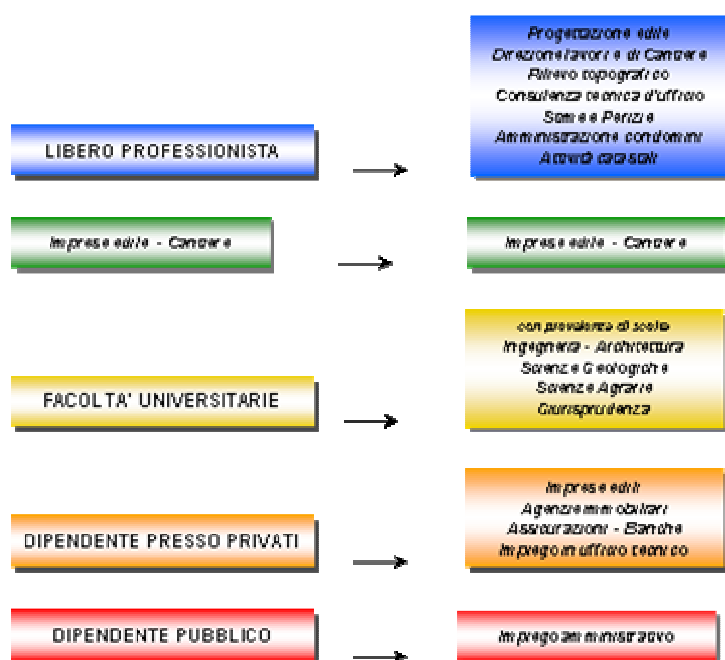 LIBERO PROFESSIONISTA
Progettazione edile
Direzione lavori e di Cantiere
Rilievo topografico
Consulenza tecnica d'ufficio
Stime e Perizie
Amministrazione condomini
Attività catastali
Imprese edile - Cantiere
Imprese edile - Cantiere
FACOLTA' UNIVERSITARIE
con prevalenza di scelta
Ingegneria - Architettura
Scienze Geologiche
Scienze Agrarie
Giurisprudenza
DIPENDENTE PRESSO PRIVATI
Imprese edili
Agenzie immobiliari
Assicurazioni - Banche
Impiego in ufficio tecnico
DIPENDENTE PUBBLICO
Impiego amministrativo